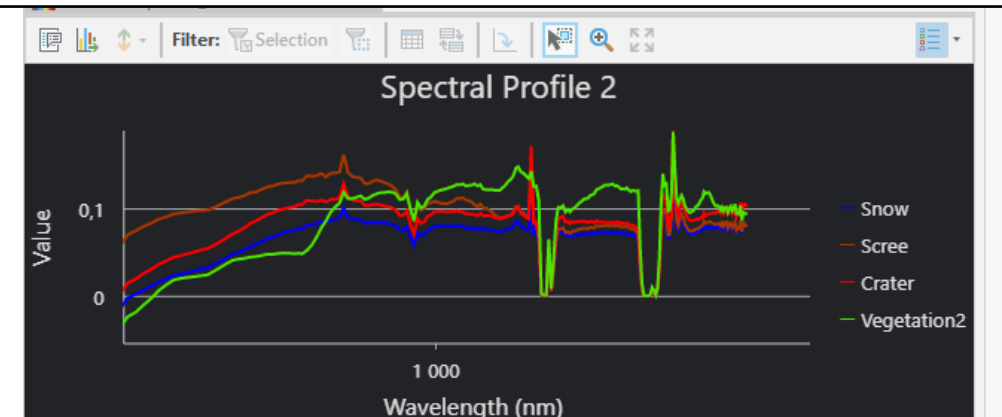 Filter: Selection
Spectral Profile 2
Value
0,1
0
1 000
Wavelength (nm)
Snow
Scree
Crater
Vegetation2